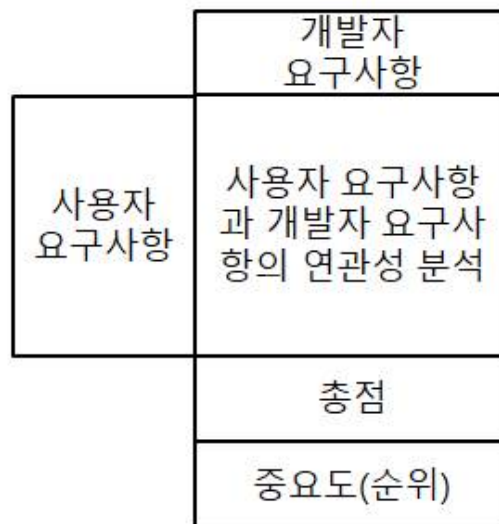 개발자
요구사항
사용자
요구사항
사용자 요구사항
과 개발자 요구사
항의 연관성 분석
총점
중요도(순위)